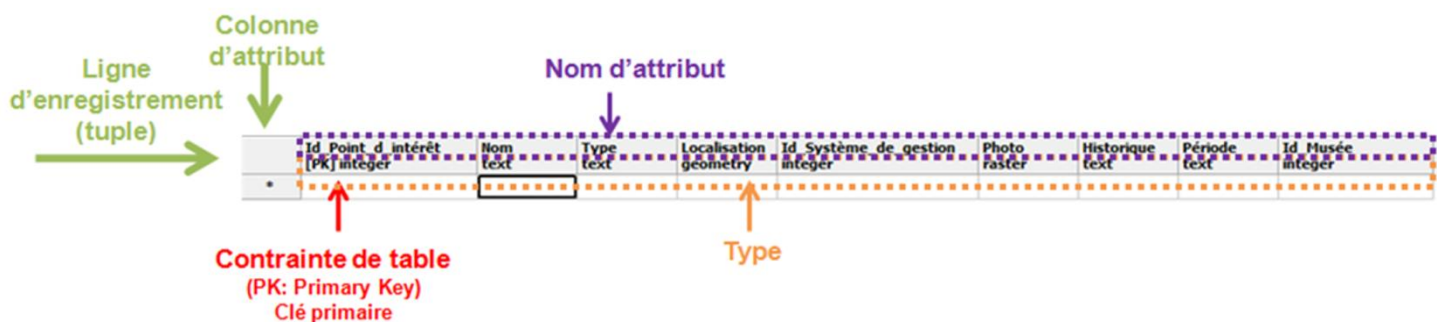 Colonne
d'attribut
Ligne
d'enregistrement
(tuple)
Nom d'attribut
Id_Point_d_intérêt Nom Type Localisation Id_Système_de_gestion Photo Historique Période Id_Musée
[PK] integer text text geometry integer raster text text integer
*
Contrainte de table
(PK: Primary Key)
Clé primaire
Type